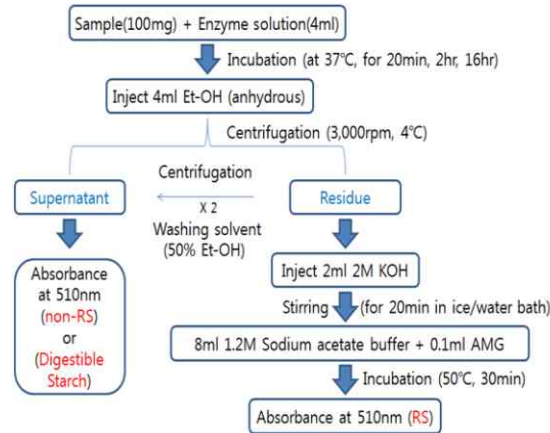 Sample(100mg) + Enzyme solution(4ml)
Incubation (at 37℃, for 20min, 2hr, 16hr)
Inject 4ml Et-OH (anhydrous)
Centrifugation (3,000rpm, 4℃)
Centrifugation
Supernatant
X 2
Residue
Washing solvent
(50% Et-OH)
Absorbance
at 510nm
(non-RS)
or
(Digestible
Starch)
Inject 2ml 2M KOH
Stirring (for 20min in ice/water bath)
8ml 1.2M Sodium acetate buffer + 0.1ml AMG
Incubation (50℃, 30min)
Absorbance at 510nm (RS)